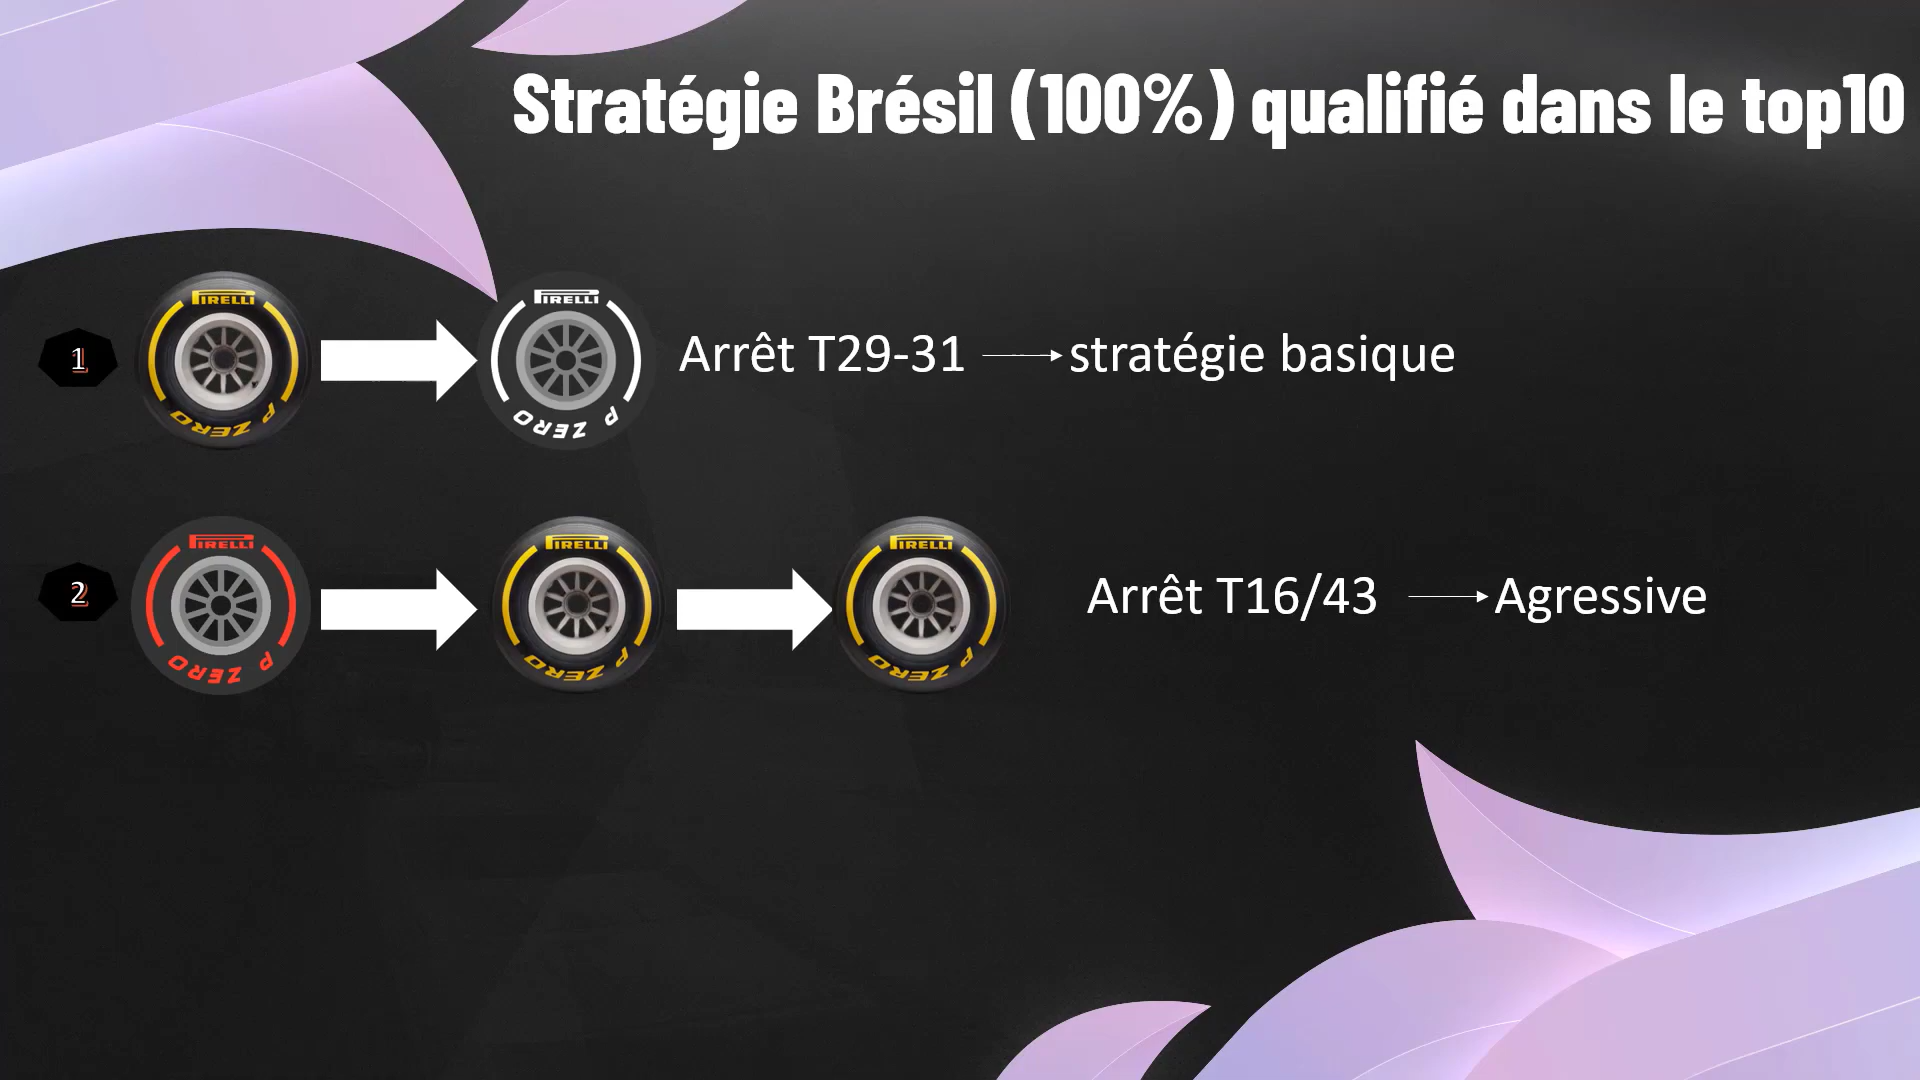 Stratégie Brésil (100%) qualifié dans le top10
PIRELLI
P ZERO
PIRELLI
P ZERO
1
Arrêt T29-31
stratégie basique
PIRELLI
P ZERO
PIRELLI
P ZERO
PIRELLI
P ZERO
2
Arrêt T16/43
Agressive